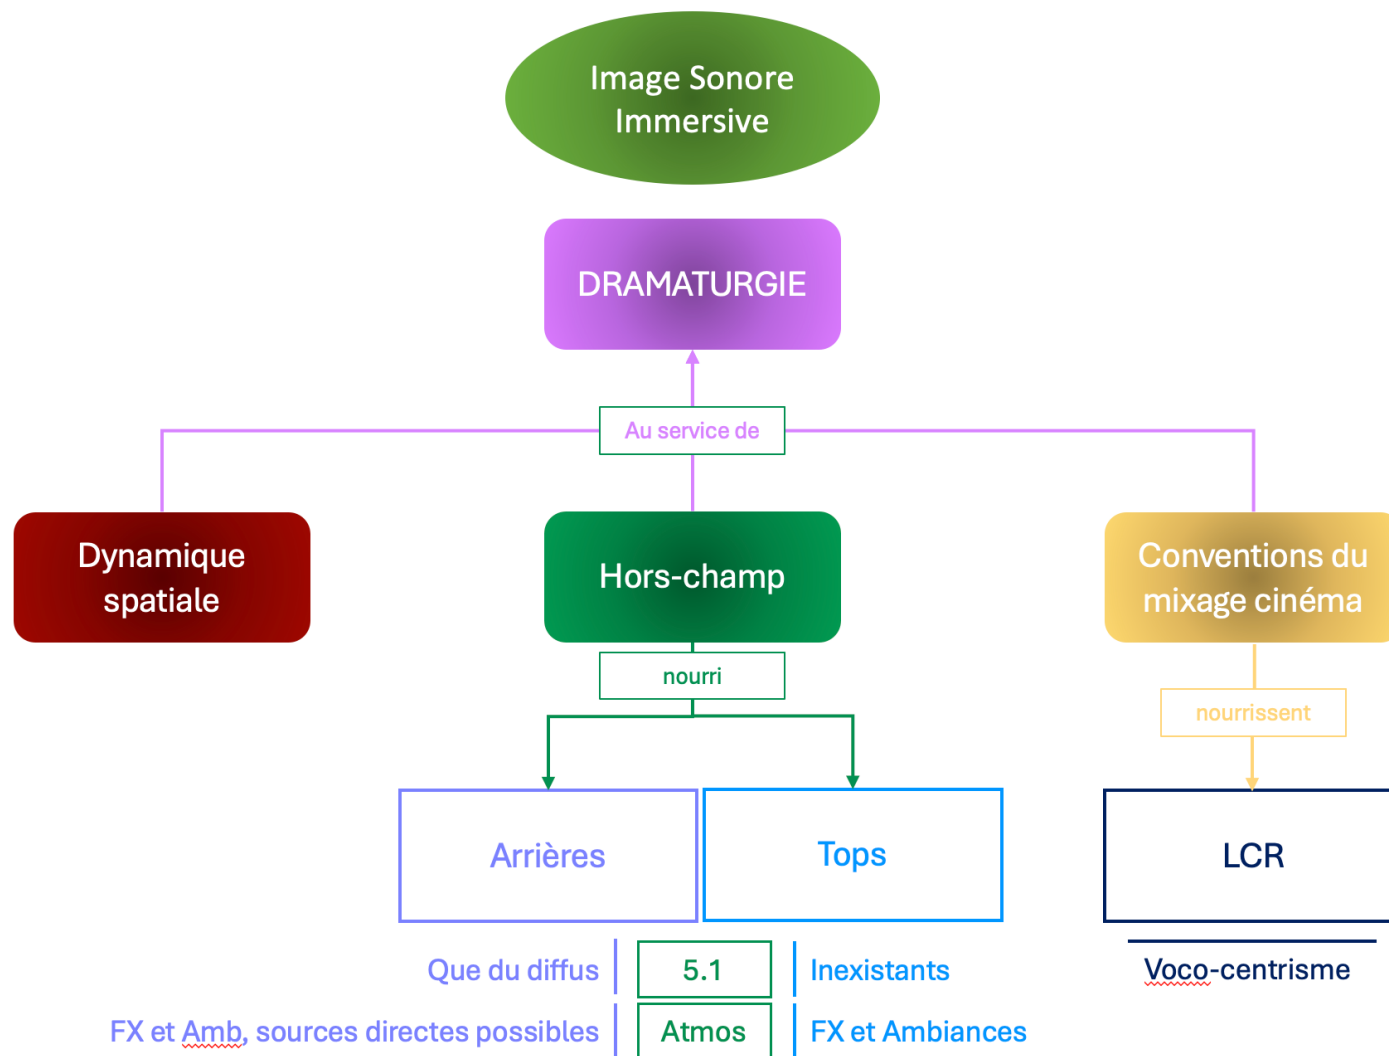 Image Sonore
Immersive
DRAMATURGIE
Au service de
Dynamique
spatiale
Hors-champ
Conventions du
mixage cinéma
nourri
nourrissent
Arrières
Tops
LCR
Que du diffus
5.1
Inexistants
Voco-centrisme
FX et Amb, sources directes possibles
Atmos
FX et Ambiances